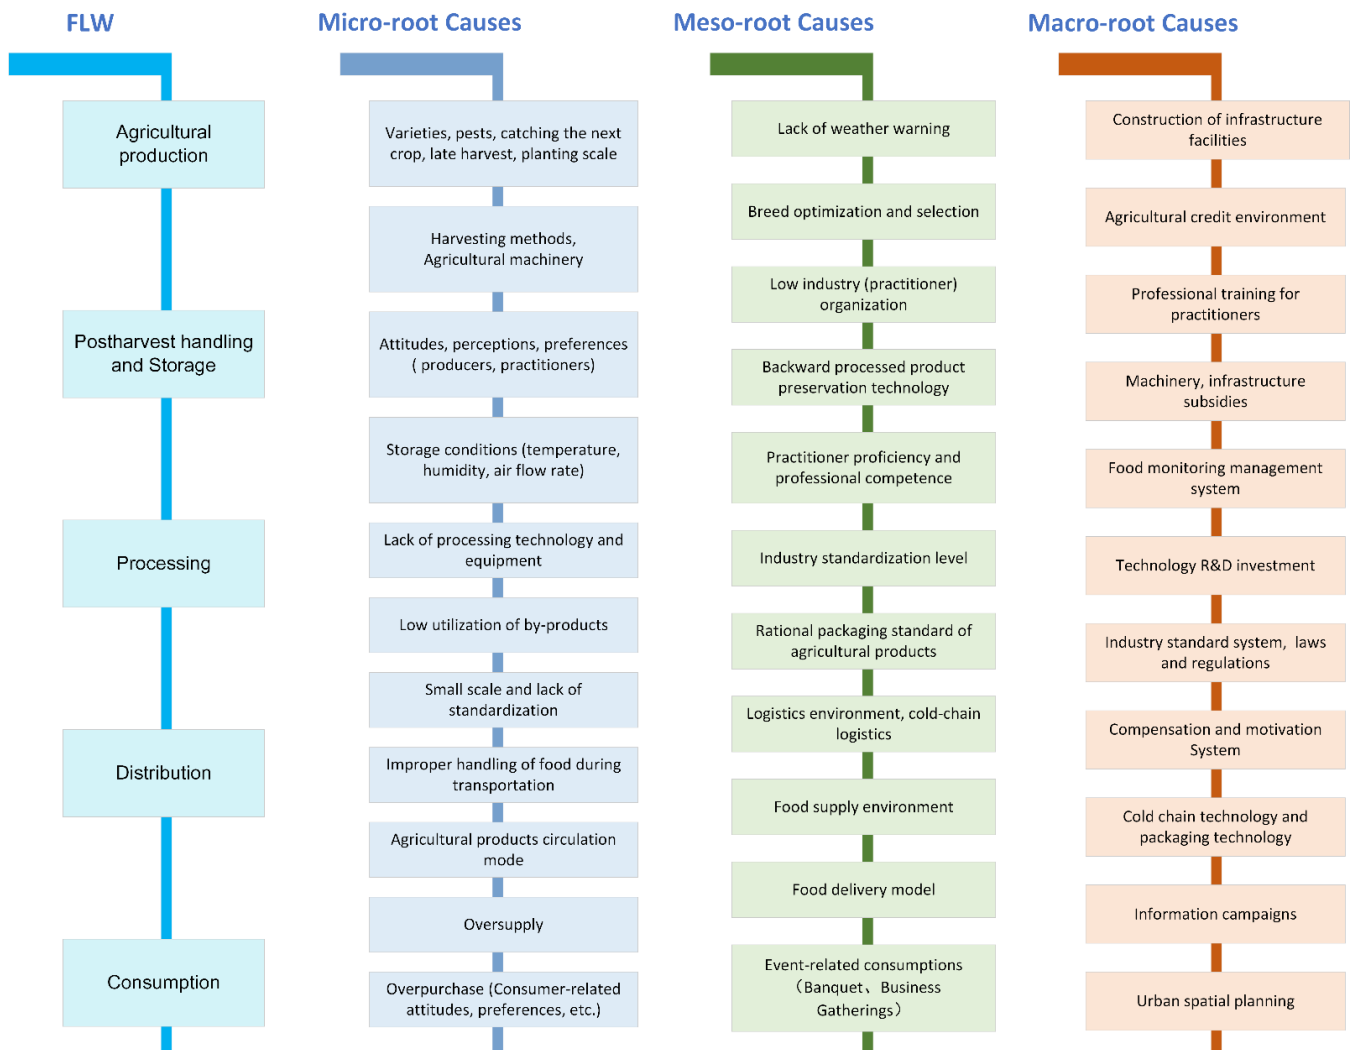 FLW
Agricultural
production
Postharvest handling
and Storage
Processing
Distribution
Consumption
Micro-root Causes
Varieties, pests, catching the next
crop, late harvest, planting scale
Harvesting methods,
Agricultural machinery
Attitudes, perceptions, preferences
( producers, practitioners)
Storage conditions (temperature,
humidity, air flow rate)
Lack of processing technology and
equipment
Low utilization of by-products
Small scale and lack of
standardization
Improper handling of food during
transportation
Agricultural products circulation
mode
Oversupply
Overpurchase (Consumer-related
attitudes, preferences, etc.)
Meso-root Causes
Lack of weather warning
Breed optimization and selection
Low industry (practitioner)
organization
Backward processed product
preservation technology
Practitioner proficiency and
professional competence
Industry standardization level
Rational packaging standard of
agricultural products
Logistics environment, cold-chain
logistics
Food supply environment
Food delivery model
Event-related consumptions
（Banquet、Business
Gatherings）
Macro-root Causes
Construction of infrastructure
facilities
Agricultural credit environment
Professional training for
practitioners
Machinery, infrastructure
subsidies
Food monitoring management
system
Technology R&D investment
Industry standard system, laws
and regulations
Compensation and motivation
System
Cold chain technology and
packaging technology
Information campaigns
Urban spatial planning